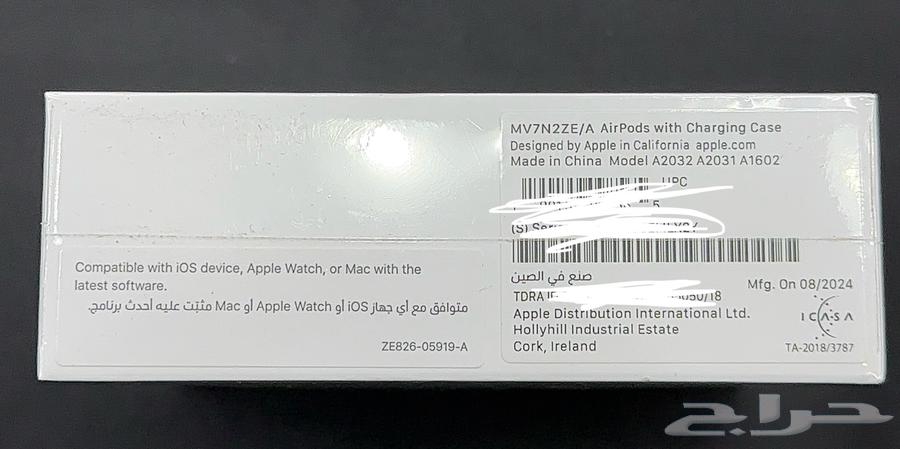 MV7N2ZE/A AirPods with Charging Case
Designed by Apple in California apple.com
Made in China Model A2032 A2031 A1602
UPC
(S)
صنع في الصين
TDRA
Mfg. On 08/2024
Apple Distribution International Ltd.
Hollyhill Industrial Estate
Cork, Ireland
ICASA
TA-2018/3787
Compatible with iOS device, Apple Watch, or Mac with the
latest software.
متوافق مع أي جهاز iOS أو Apple Watch أو Mac مثبّت عليه أحدث برنامج.
ZE826-05919-A
حراج